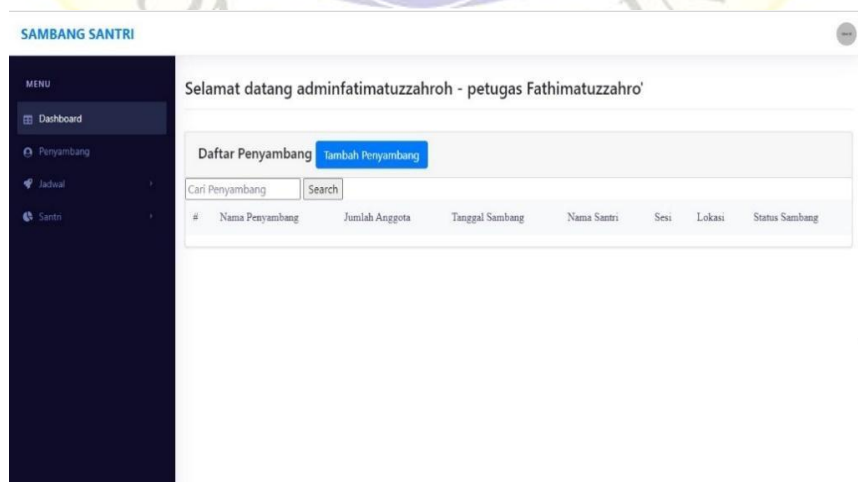 SAMBANG SANTRI
MENU
Dashboard
Penyambang
Jadwal
Santri
Selamat datang adminfatimatuzzahroh - petugas Fathimatuzzahro'
Daftar Penyambang Tambah Penyambang
Cari Penyambang Search
# Nama Penyambang Jumlah Anggota Tanggal Sambang Nama Santri Sesi Lokasi Status Sambang